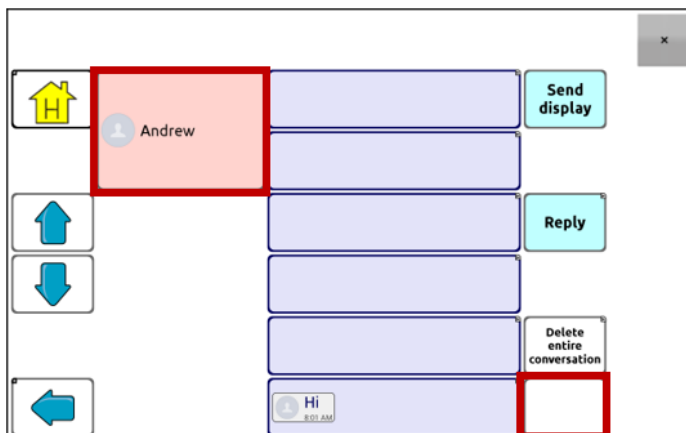 ×
H
Andrew
Send
display
Reply
Delete
entire
conversation
Hi
8:01 AM